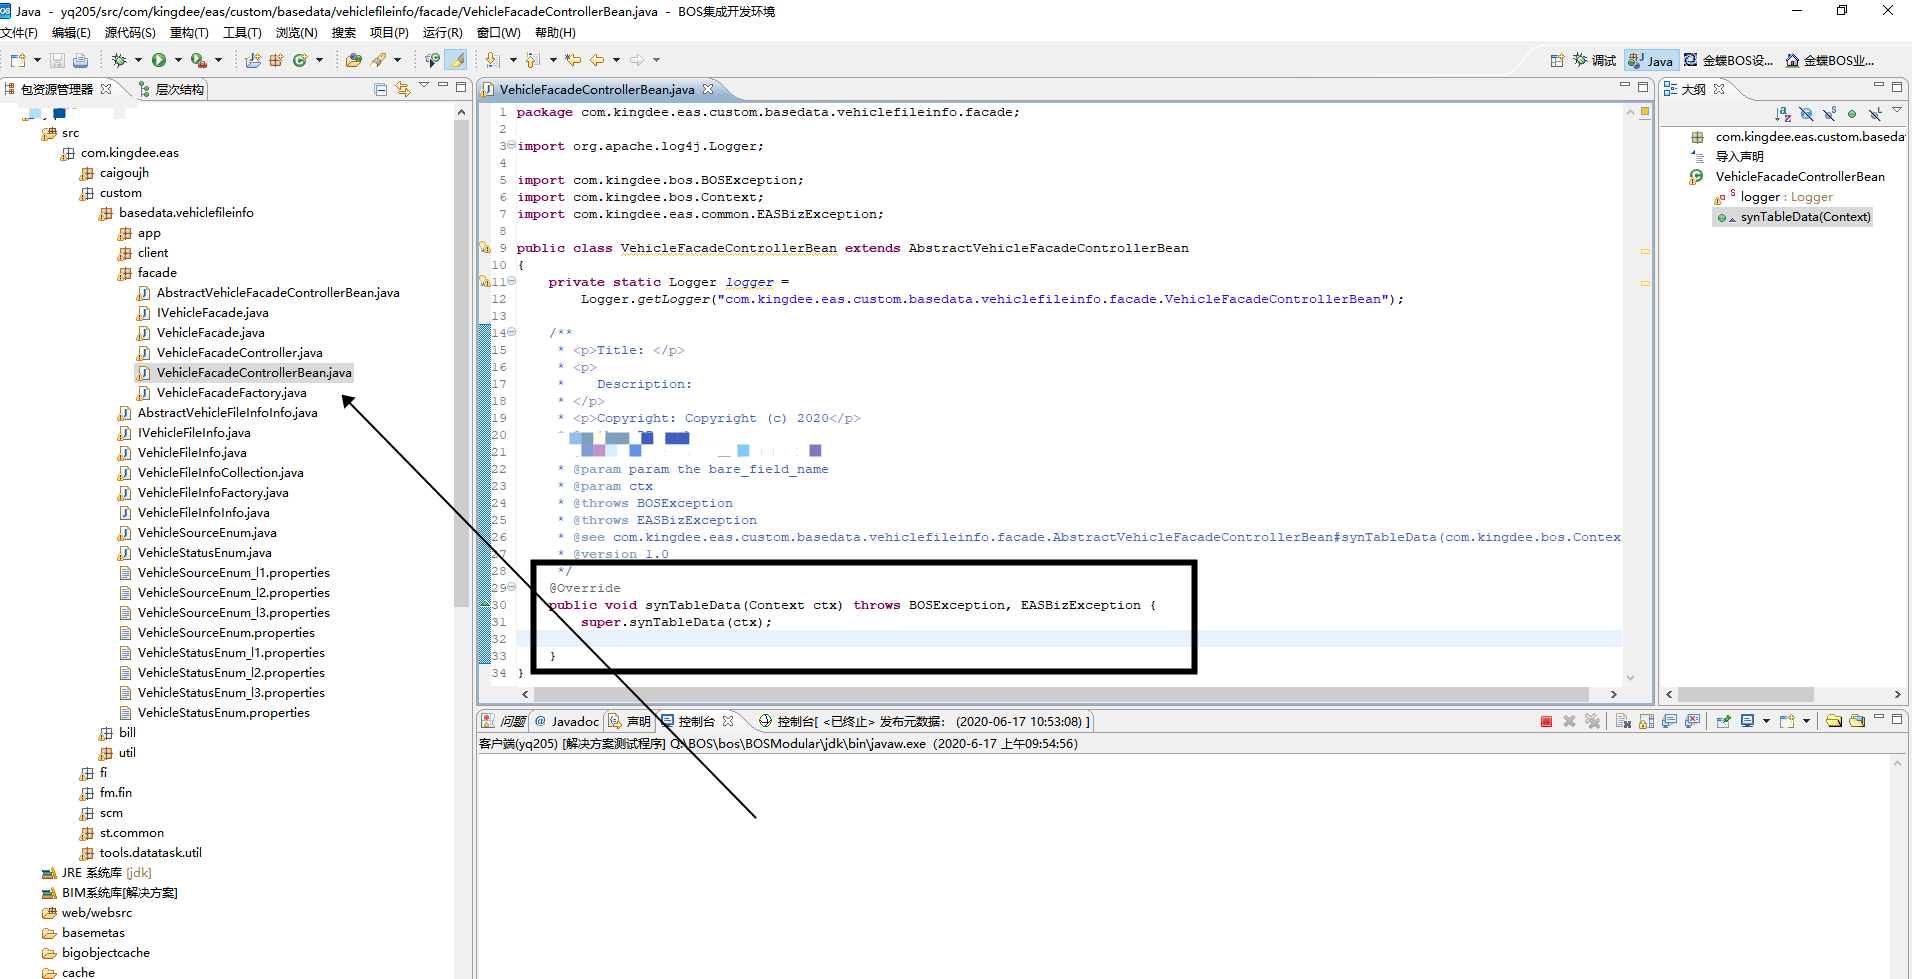 Java - yq205/src/com/kingdee/eas/custom/basedata/vehiclefileinfo/facade/VehicleFacadeControllerBean.java - BOS集成开发环境
文件(F) 编辑(E) 源代码(S) 重构(T) 工具(T) 浏览(N) 搜索 项目(P) 运行(R) 窗口(W) 帮助(H)
调试 Java 金蝶BOS设... 金蝶BOS业...
包资源管理器 层次结构
src
com.kingdee.eas
caigoujh
custom
basedata.vehiclefileinfo
app
client
facade
AbstractVehicleFacadeControllerBean.java
IVehicleFacade.java
VehicleFacade.java
VehicleFacadeController.java
VehicleFacadeControllerBean.java
VehicleFacadeFactory.java
AbstractVehicleFileInfoInfo.java
IVehicleFileInfo.java
VehicleFileInfo.java
VehicleFileInfoCollection.java
VehicleFileInfoFactory.java
VehicleFileInfoInfo.java
VehicleSourceEnum.java
VehicleStatusEnum.java
VehicleSourceEnum_l1.properties
VehicleSourceEnum_l2.properties
VehicleSourceEnum_l3.properties
VehicleSourceEnum.properties
VehicleStatusEnum_l1.properties
VehicleStatusEnum_l2.properties
VehicleStatusEnum_l3.properties
VehicleStatusEnum.properties
bill
util
fi
fm.fin
scm
st.common
tools.datatask.util
JRE 系统库 [jdk]
BIM系统库[解决方案]
web/websrc
basemetas
bigobjectcache
cache
VehicleFacadeControllerBean.java
1 package com.kingdee.eas.custom.basedata.vehiclefileinfo.facade;
2
3 import org.apache.log4j.Logger;
4
5 import com.kingdee.bos.BOSException;
6 import com.kingdee.bos.Context;
7 import com.kingdee.eas.common.EASBizException;
8
9 public class VehicleFacadeControllerBean extends AbstractVehicleFacadeControllerBean
10 {
11 private static Logger logger =
12 Logger.getLogger("com.kingdee.eas.custom.basedata.vehiclefileinfo.facade.VehicleFacadeControllerBean");
13
14 /**
15 * <p>Title: </p>
16 * <p>
17 * Description:
18 * </p>
19 * <p>Copyright: Copyright (c) 2020</p>
20
21
22 * @param param the bare_field_name
23 * @param ctx
24 * @throws BOSException
25 * @throws EASBizException
26 * @see com.kingdee.eas.custom.basedata.vehiclefileinfo.facade.AbstractVehicleFacadeControllerBean#synTableData(com.kingdee.bos.Contex
27 * @version 1.0
28 */
29 @Override
30 public void synTableData(Context ctx) throws BOSException, EASBizException {
31 super.synTableData(ctx);
32
33 }
34 }
大纲
com.kingdee.eas.custom.baseda
导入声明
VehicleFacadeControllerBean
logger : Logger
synTableData(Context)
问题 Javadoc 声明 控制台 控制台[ <已终止> 发布元数据： (2020-06-17 10:53:08) ]
客户端(yq205) [解决方案测试程序] Q:\BOS\bos\BOSModular\jdk\bin\javaw.exe（2020-6-17 上午09:54:56）